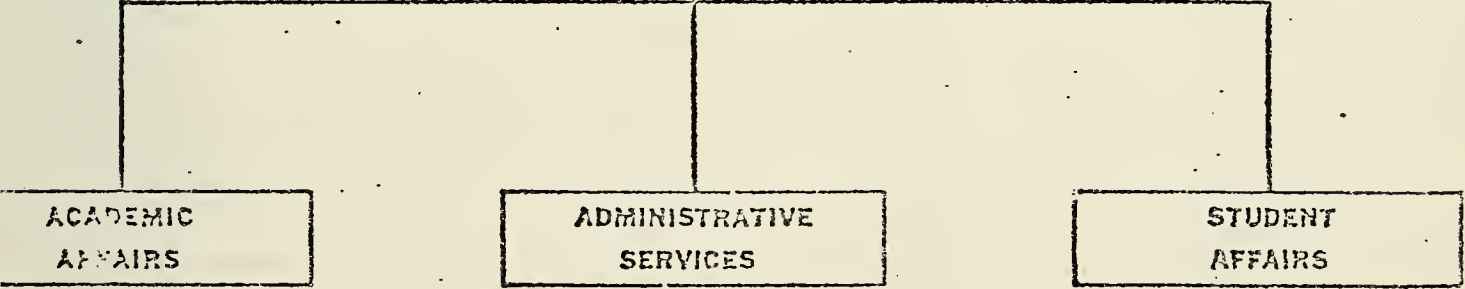 ACADEMIC
AFFAIRS
ADMINISTRATIVE
SERVICES
STUDENT
AFFAIRS